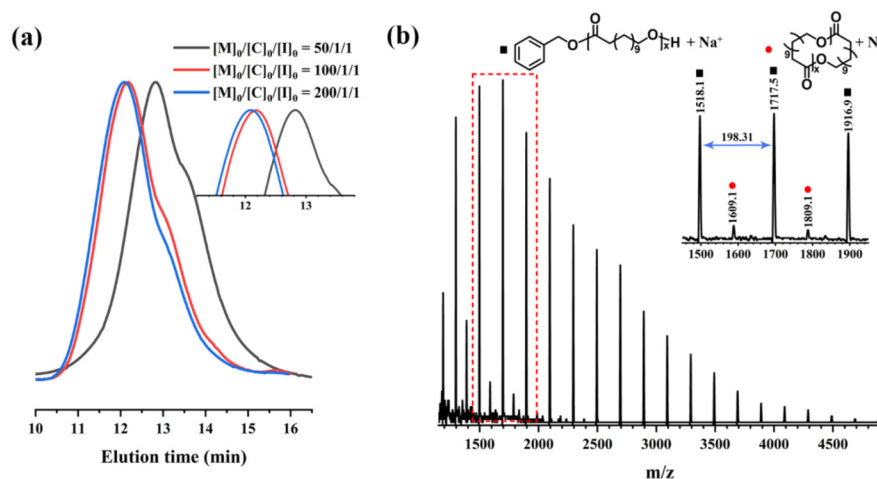 (a)
[M]₀/[C]₀/[I]₀ = 50/1/1
[M]₀/[C]₀/[I]₀ = 100/1/1
[M]₀/[C]₀/[I]₀ = 200/1/1
12 13
10 11 12 13 14 15 16
Elution time (min)
(b)
O O O x H + Na⁺
9
O O + N
9 9
O x O
1518.1 1717.5 1916.9
198.31
1609.1 1809.1
1500 1600 1700 1800 1900
1500 2000 2500 3000 3500 4000 4500
m/z